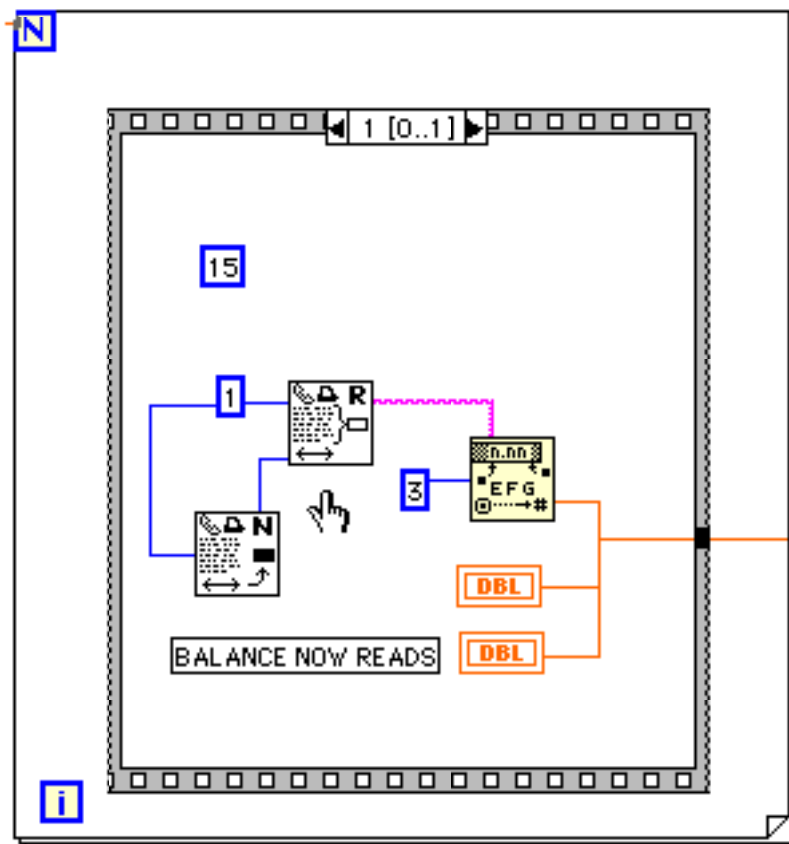 N
1 [0..1]
15
1
R
n.nn
3
EFG
#
N
DBL
BALANCE NOW READS
DBL
i